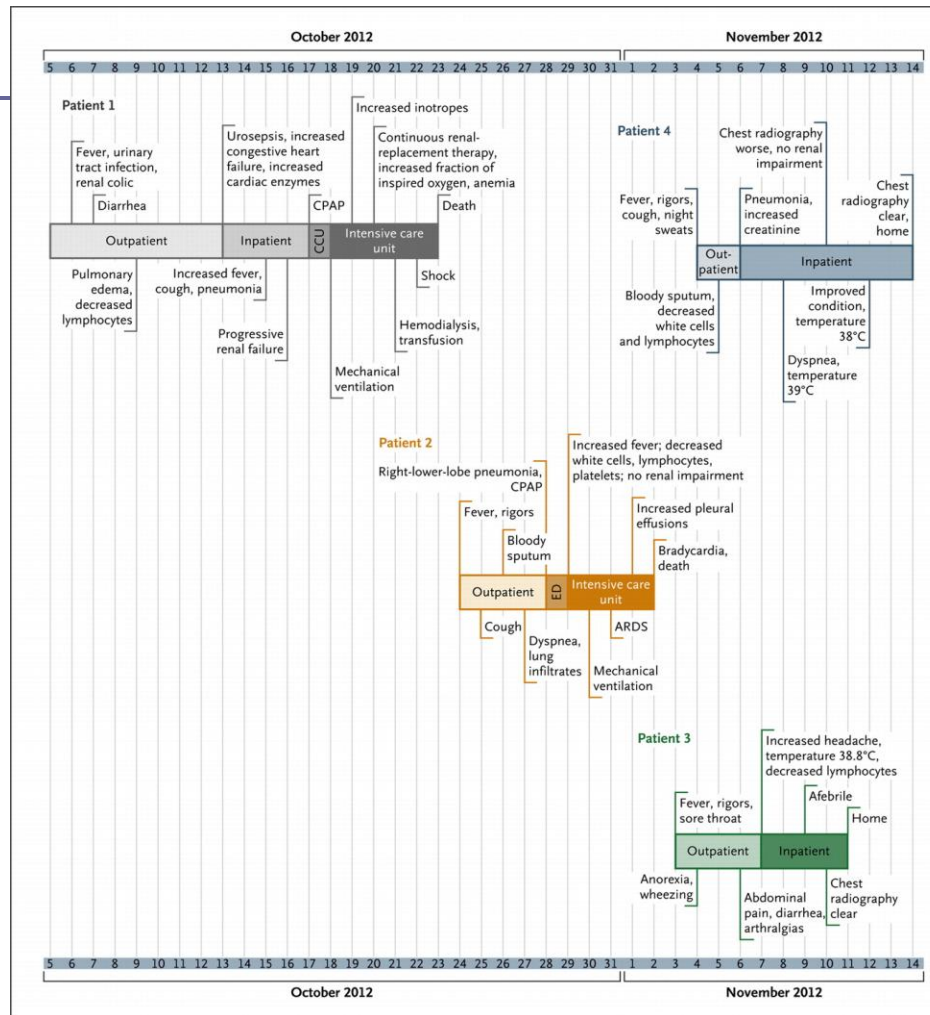 October 2012
November 2012
5 6 7 8 9 10 11 12 13 14 15 16 17 18 19 20 21 22 23 24 25 26 27 28 29 30 31 1 2 3 4 5 6 7 8 9 10 11 12 13 14
Patient 1
Fever, urinary
tract infection,
renal colic
Diarrhea
Urosepsis, increased
congestive heart
failure, increased
cardiac enzymes
CPAP
Increased inotropes
Continuous renal-
replacement therapy,
increased fraction of
inspired oxygen, anemia
Death
Outpatient
Inpatient
CCU
Intensive care
unit
Pulmonary
edema,
decreased
lymphocytes
Increased fever,
cough, pneumonia
Progressive
renal failure
Mechanical
ventilation
Hemodialysis,
transfusion
Shock
Patient 4
Fever, rigors,
cough, night
sweats
Chest radiography
worse, no renal
impairment
Pneumonia,
increased
creatinine
Chest
radiography
clear,
home
Out-
patient
Inpatient
Bloody sputum,
decreased
white cells
and lymphocytes
Improved
condition,
temperature
38°C
Dyspnea,
temperature
39°C
Patient 2
Right-lower-lobe pneumonia,
CPAP
Fever, rigors
Bloody
sputum
Increased fever; decreased
white cells, lymphocytes,
platelets; no renal impairment
Increased pleural
effusions
Bradycardia,
death
Outpatient
ED
Intensive care
unit
Cough
Dyspnea,
lung
infiltrates
Mechanical
ventilation
ARDS
Patient 3
Fever, rigors,
sore throat
Increased headache,
temperature 38.8°C,
decreased lymphocytes
Afebrile
Home
Outpatient
Inpatient
Anorexia,
wheezing
Abdominal
pain, diarrhea,
arthralgias
Chest
radiography
clear
5 6 7 8 9 10 11 12 13 14 15 16 17 18 19 20 21 22 23 24 25 26 27 28 29 30 31 1 2 3 4 5 6 7 8 9 10 11 12 13 14
October 2012
November 2012